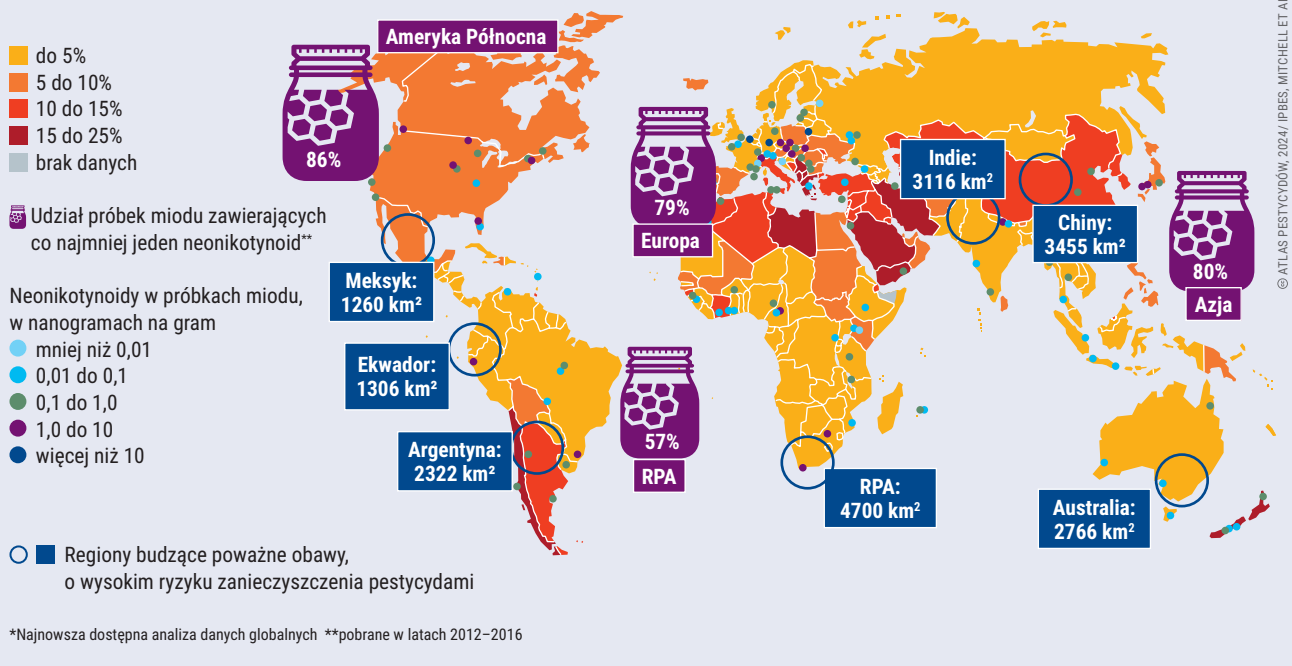 do 5%
5 do 10%
10 do 15%
15 do 25%
brak danych
Udział próbek miodu zawierających
co najmniej jeden neonikotynoid**
Neonikotynoidy w próbkach miodu,
w nanogramach na gram
mniej niż 0,01
0,01 do 0,1
0,1 do 1,0
1,0 do 10
więcej niż 10
Ameryka Północna
86%
Meksyk:
1260 km²
Ekwador:
1306 km²
Argentyna:
2322 km²
57%
RPA
79%
Europa
Indie:
3116 km²
Chiny:
3455 km²
80%
Azja
RPA:
4700 km²
Australia:
2766 km²
Regiony budzące poważne obawy,
o wysokim ryzyku zanieczyszczenia pestycydami
*Najnowsza dostępna analiza danych globalnych **pobrane w latach 2012–2016
ATLAS PESTYCYDÓW, 2024/ IPBES, MITCHELL ET